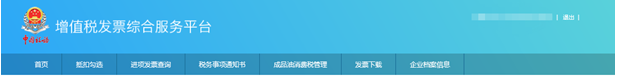 增值税发票综合服务平台
| 退出 |
中国税务
首页 抵扣勾选 进项发票查询 税务事项通知书 成品油消费税管理 发票下载 企业档案信息